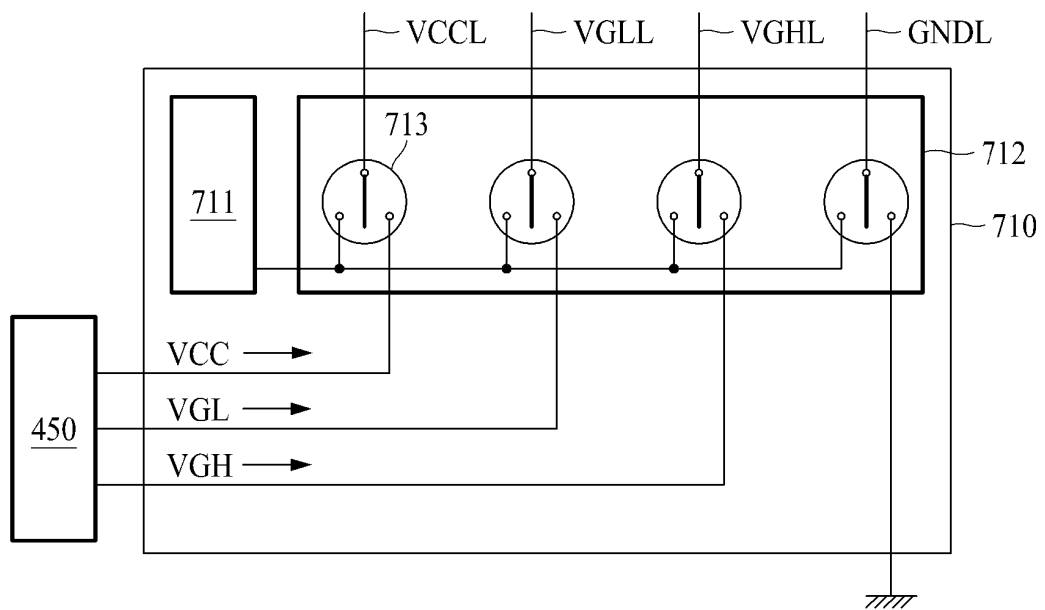 VCCL VGLL VGHL GNDL
713
712
711
710
VCC
450
VGL
VGH